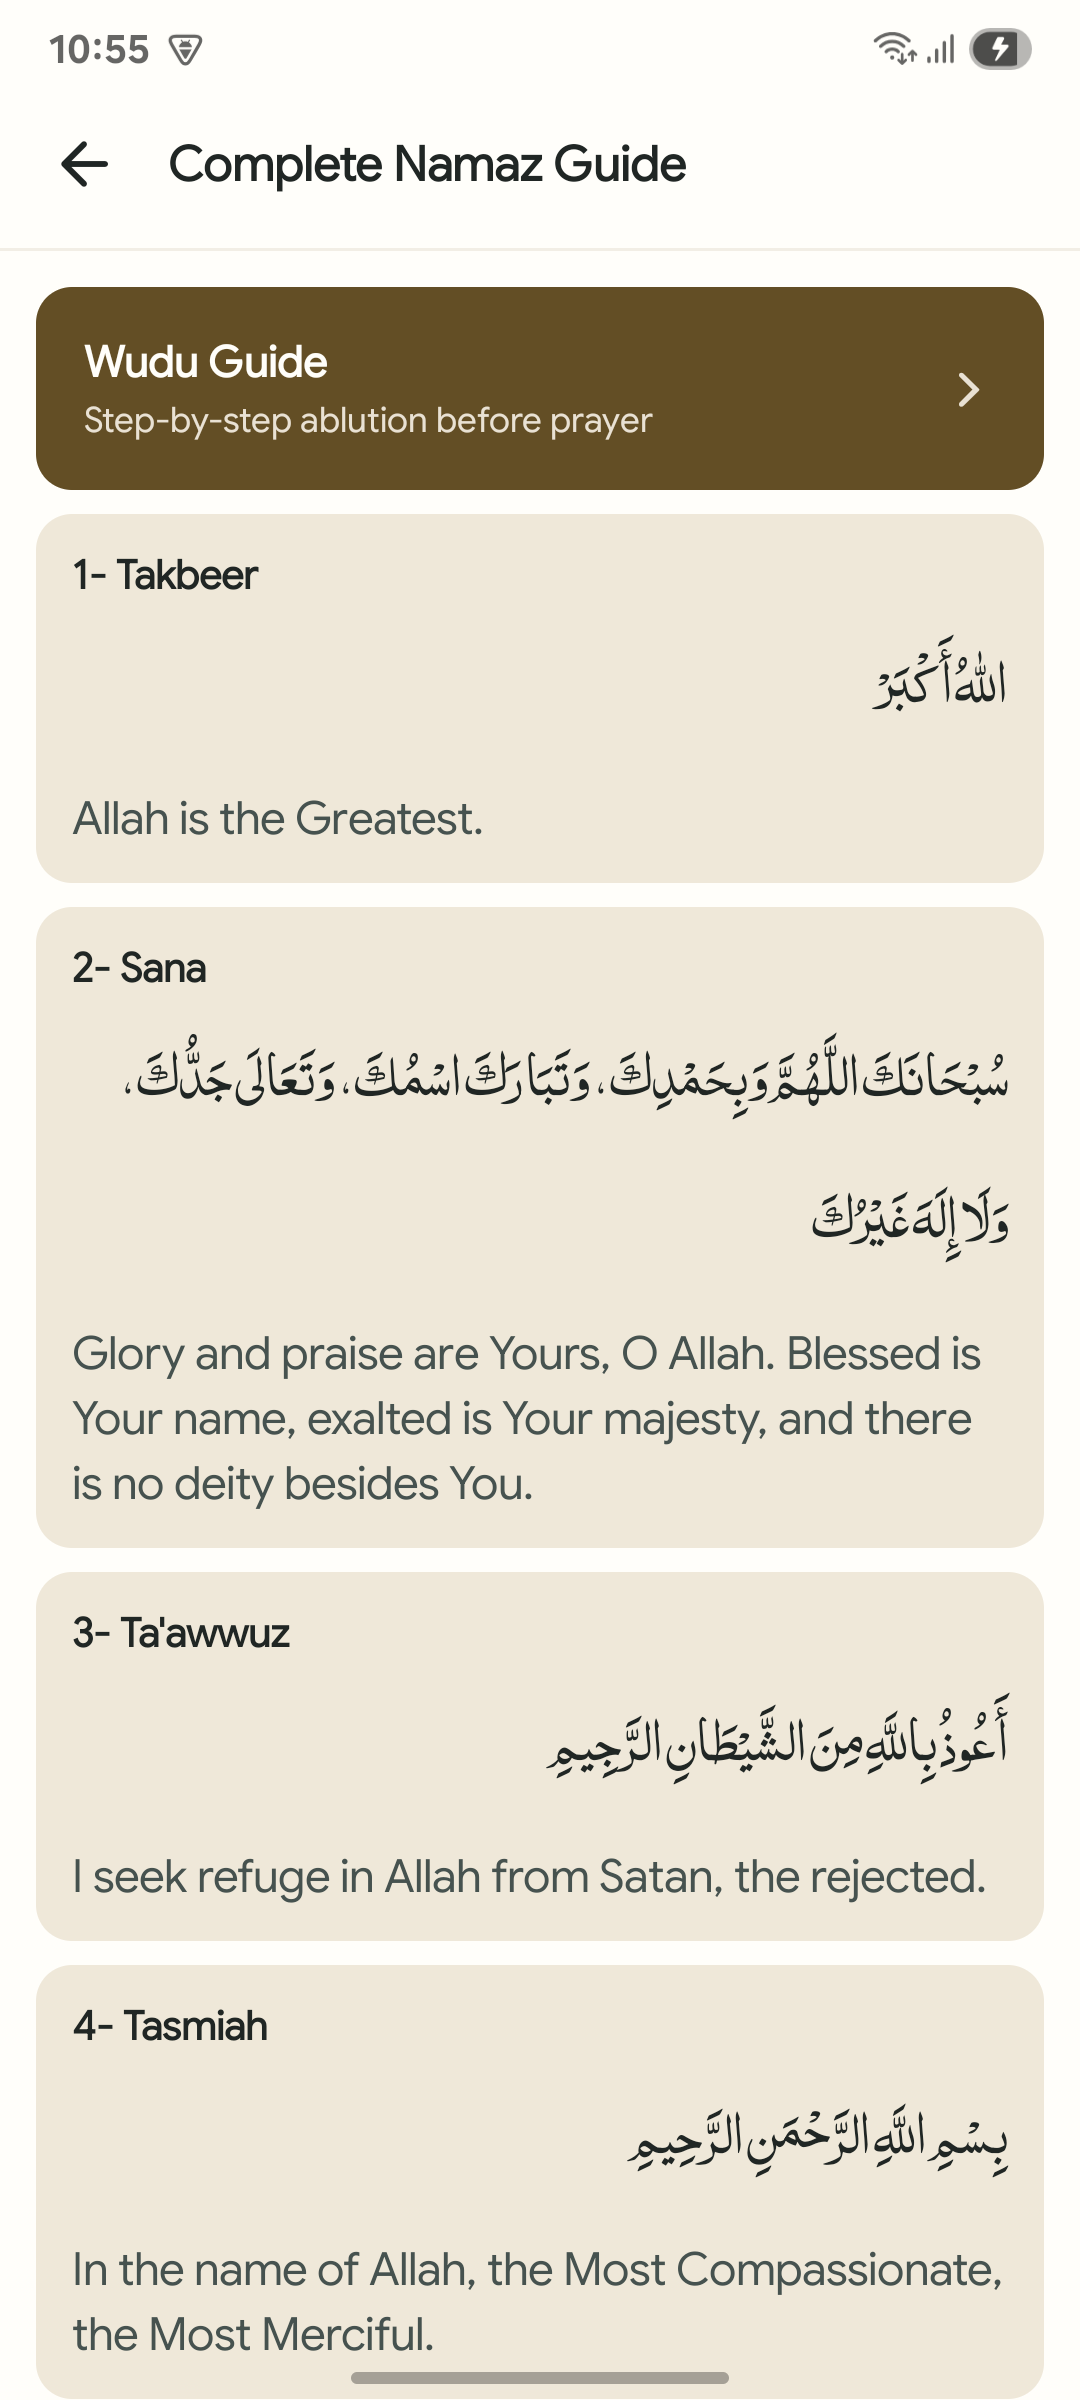 10:55
Complete Namaz Guide
Wudu Guide
Step-by-step ablution before prayer
1- Takbeer
اللهُ أَكْبَرْ
Allah is the Greatest.
2- Sana
سُبْحَانَكَ اللَّهُمَّ وَبِحَمْدِكَ، وَتَبَارَكَ اسْمُكَ، وَتَعَالَى جَدُّكَ،
وَلَا إِلَهَ غَيْرُكَ
Glory and praise are Yours, O Allah. Blessed is
Your name, exalted is Your majesty, and there
is no deity besides You.
3- Ta'awwuz
أَعُوذُ بِاللَّهِ مِنَ الشَّيْطَانِ الرَّجِيمِ
I seek refuge in Allah from Satan, the rejected.
4- Tasmiah
بِسْمِ اللَّهِ الرَّحْمَنِ الرَّحِيمِ
In the name of Allah, the Most Compassionate,
the Most Merciful.